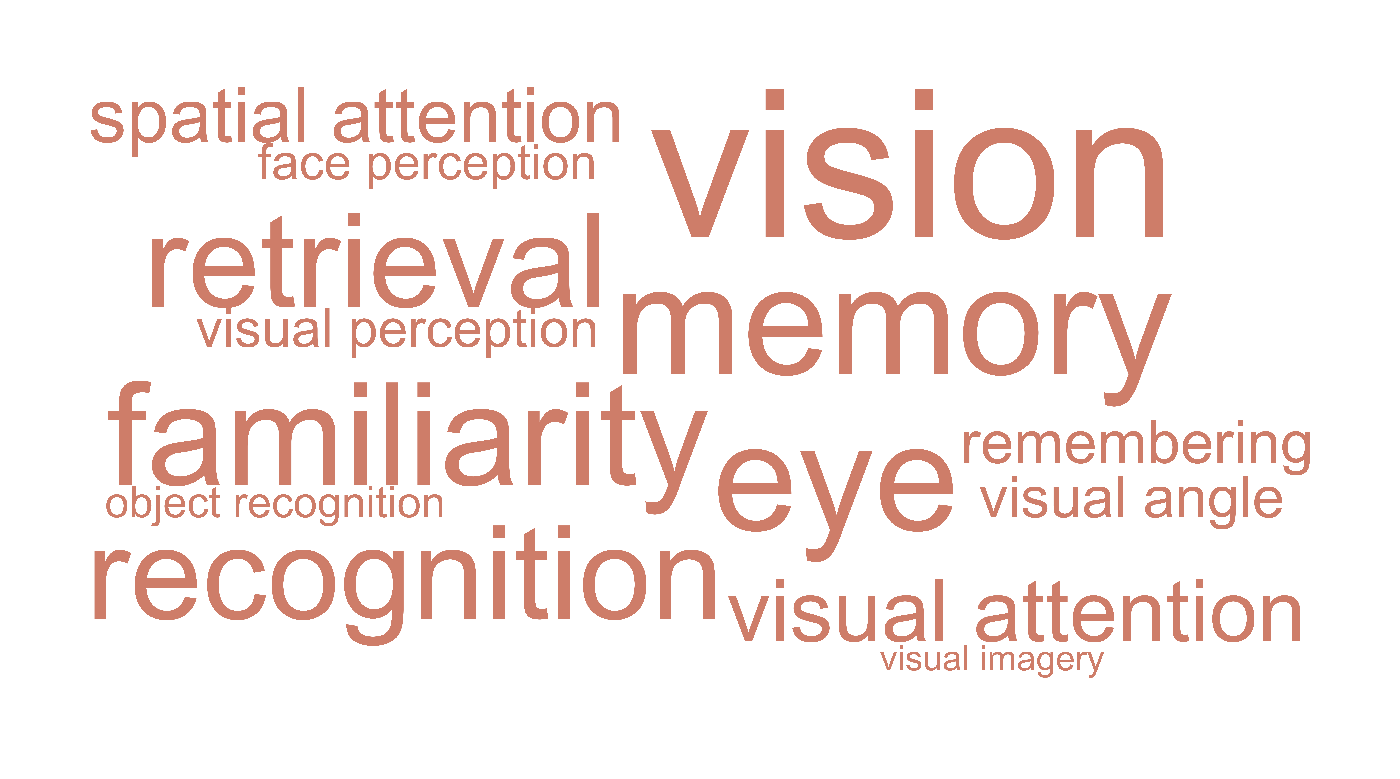 spatial attention
face perception
vision
retrieval
visual perception
memory
familiarity
eye
remembering
visual angle
object recognition
recognition
visual attention
visual imagery